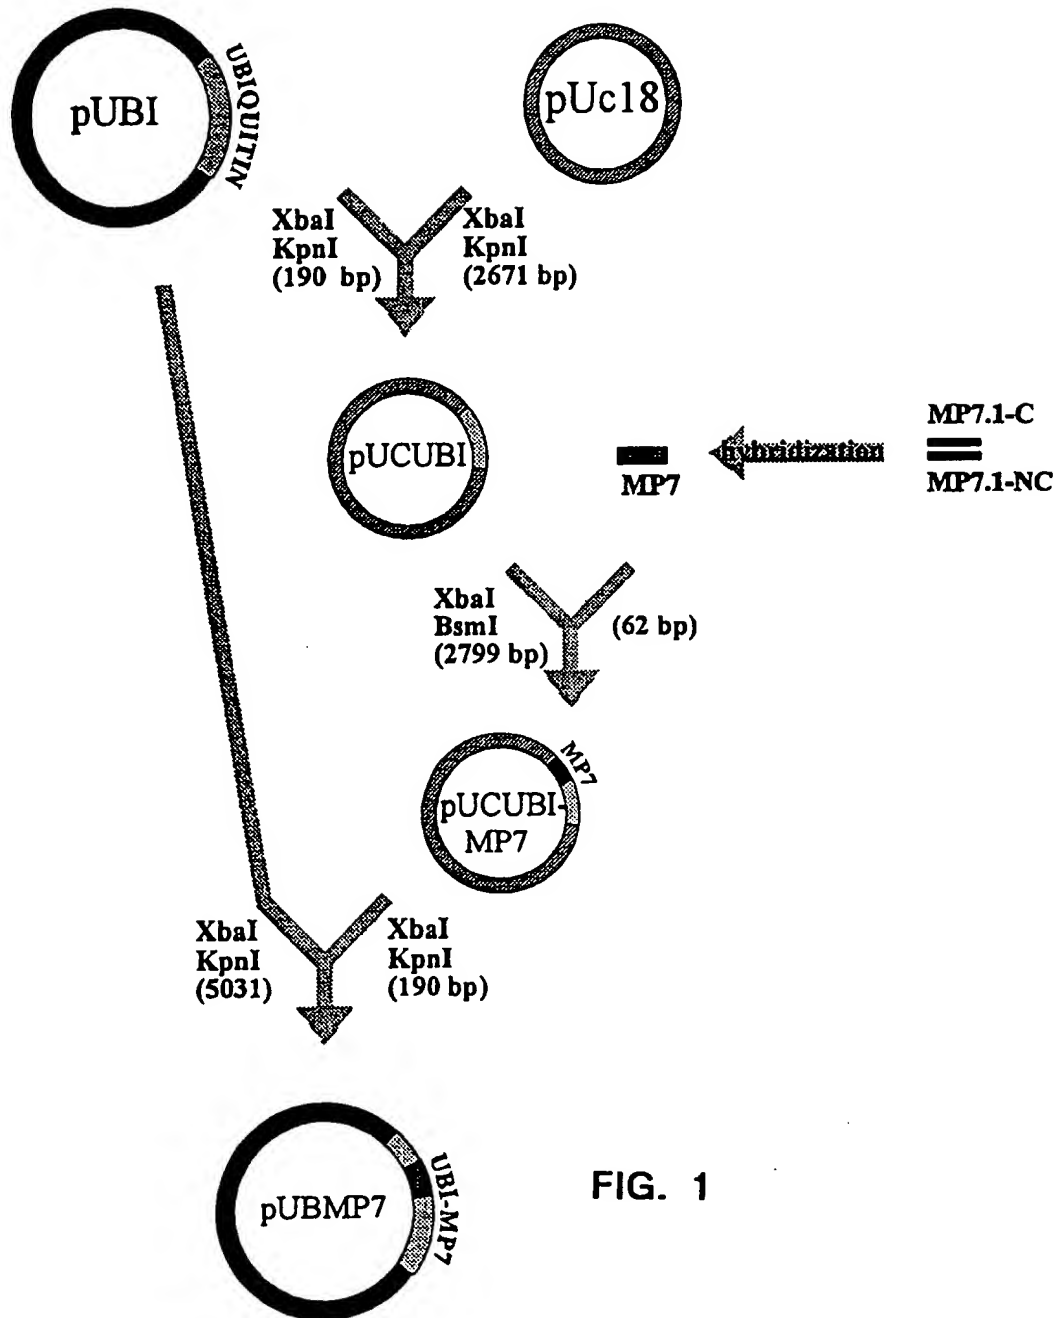 pUBI
UBIQUITIN
pUc18
XbaI
KpnI
(190 bp)
XbaI
KpnI
(2671 bp)
pUCUBI
MP7
hybridization
MP7.1-C
MP7.1-NC
XbaI
BsmI
(2799 bp)
(62 bp)
MP7
pUCUBI-
MP7
XbaI
KpnI
(5031)
XbaI
KpnI
(190 bp)
pUBMP7
UBI-MP7
FIG. 1